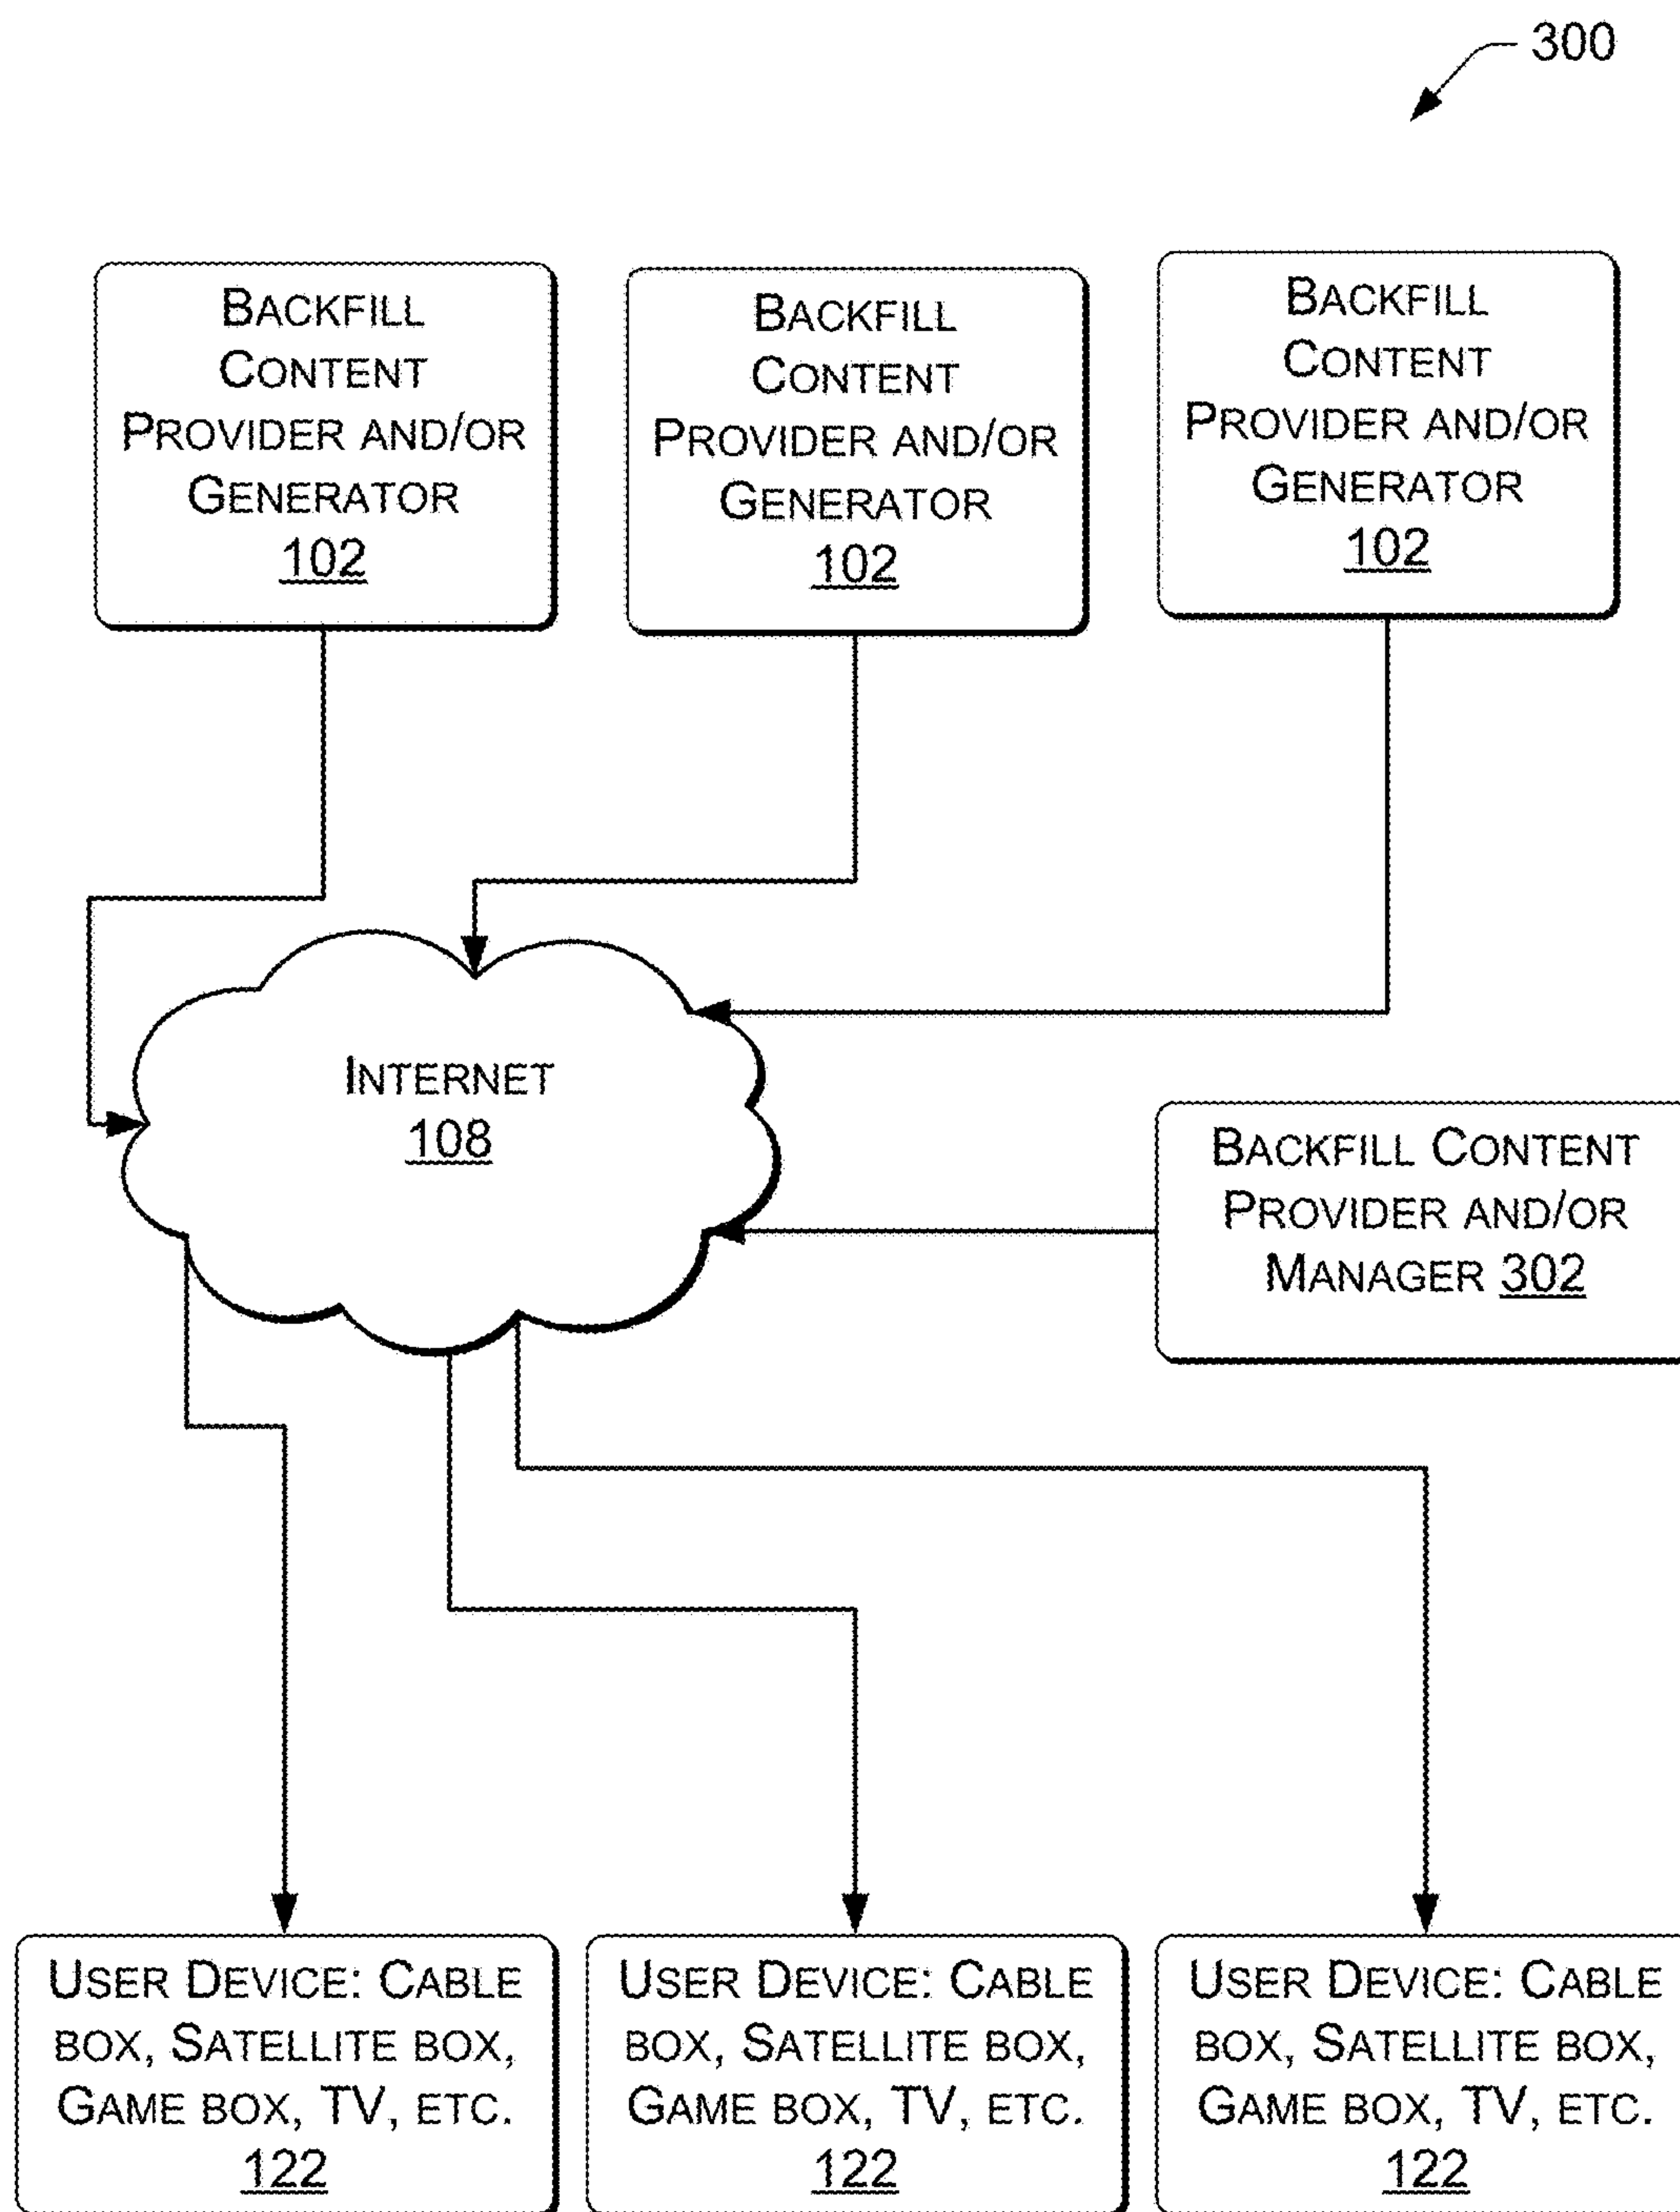 300
BACKFILL
CONTENT
PROVIDER AND/OR
GENERATOR
102
BACKFILL
CONTENT
PROVIDER AND/OR
GENERATOR
102
BACKFILL
CONTENT
PROVIDER AND/OR
GENERATOR
102
INTERNET
108
BACKFILL CONTENT
PROVIDER AND/OR
MANAGER 302
USER DEVICE: CABLE
BOX, SATELLITE BOX,
GAME BOX, TV, ETC.
122
USER DEVICE: CABLE
BOX, SATELLITE BOX,
GAME BOX, TV, ETC.
122
USER DEVICE: CABLE
BOX, SATELLITE BOX,
GAME BOX, TV, ETC.
122